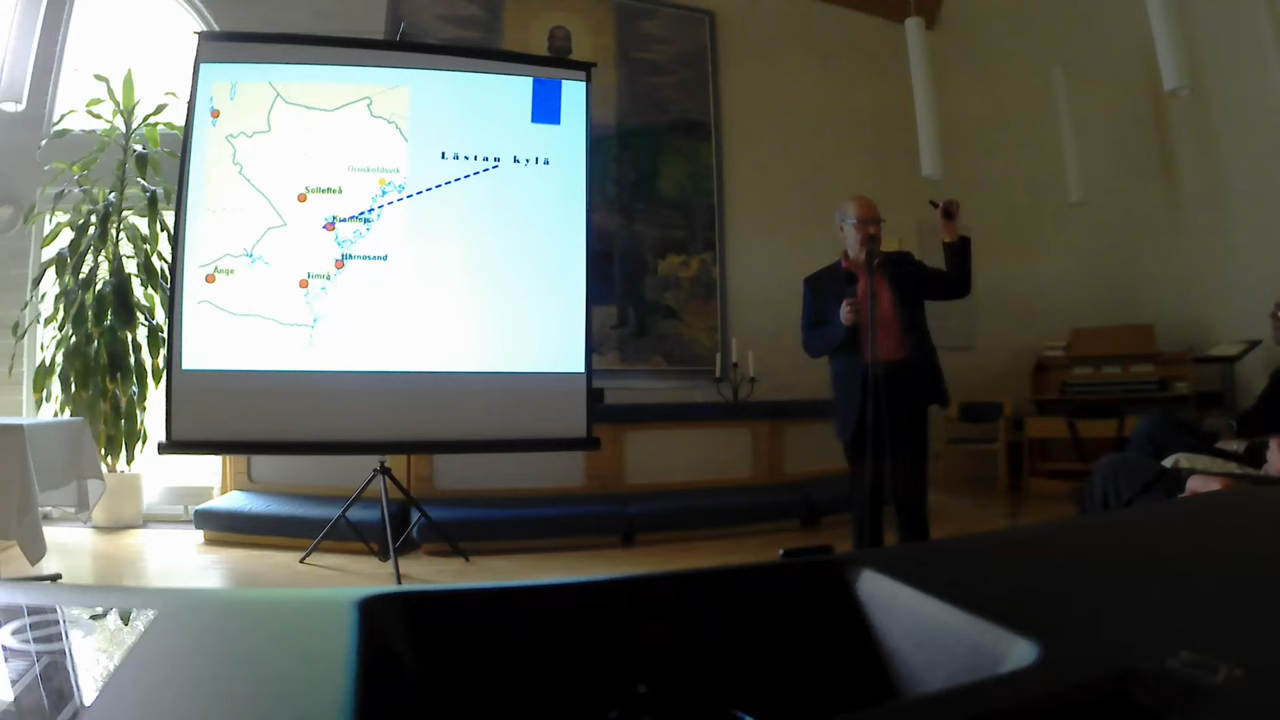 Lästan kylä
Örnsköldsvik
Sollefteå
Kramfors
Härnösand
Ånge
Timrå